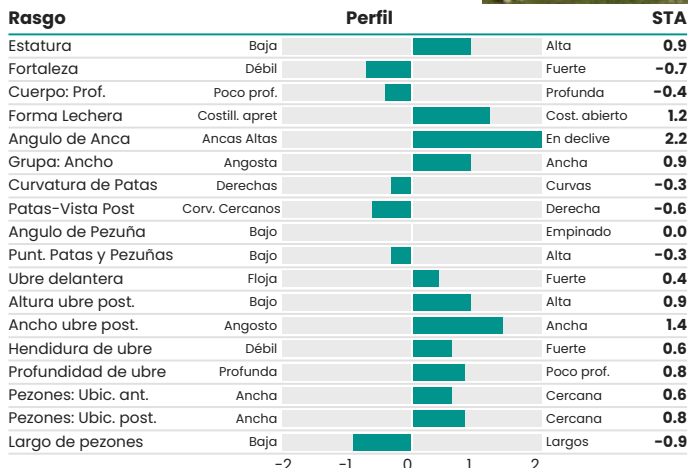 Rasgo Perfil STA
Estatura Baja Alta 0.9
Fortaleza Débil Fuerte -0.7
Cuerpo: Prof. Poco prof. Profunda -0.4
Forma Lechera Costill. apret Cost. abierto 1.2
Angulo de Anca Ancas Altas En declive 2.2
Grupa: Ancho Angosta Ancha 0.9
Curvatura de Patas Derechas Curvas -0.3
Patas-Vista Post Corv. Cercanos Derecha -0.6
Angulo de Pezuña Bajo Empinado 0.0
Punt. Patas y Pezuñas Bajo Alta -0.3
Ubre delantera Floja Fuerte 0.4
Altura ubre post. Bajo Alta 0.9
Ancho ubre post. Angosto Ancha 1.4
Hendidura de ubre Débil Fuerte 0.6
Profundidad de ubre Profunda Poco prof. 0.8
Pezones: Ubic. ant. Ancha Cercana 0.6
Pezones: Ubic. post. Ancha Cercana 0.8
Largo de pezones Baja Largos -0.9
-2 -1 0 1 2